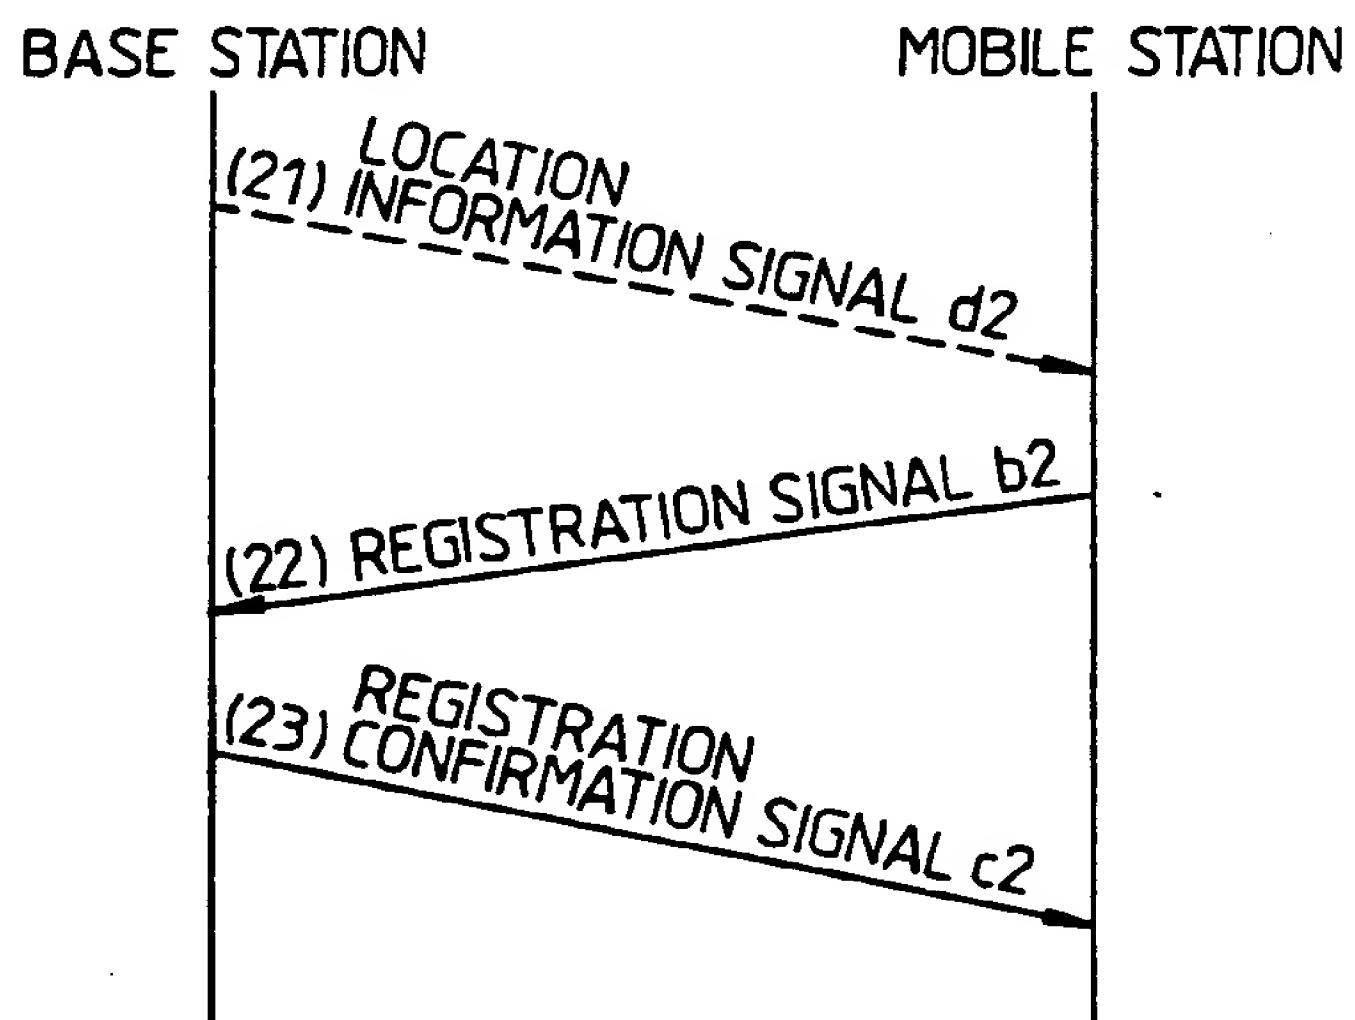 BASE STATION
MOBILE STATION
LOCATION
(21) INFORMATION SIGNAL d2
(22) REGISTRATION SIGNAL b2
REGISTRATION
(23) CONFIRMATION SIGNAL c2